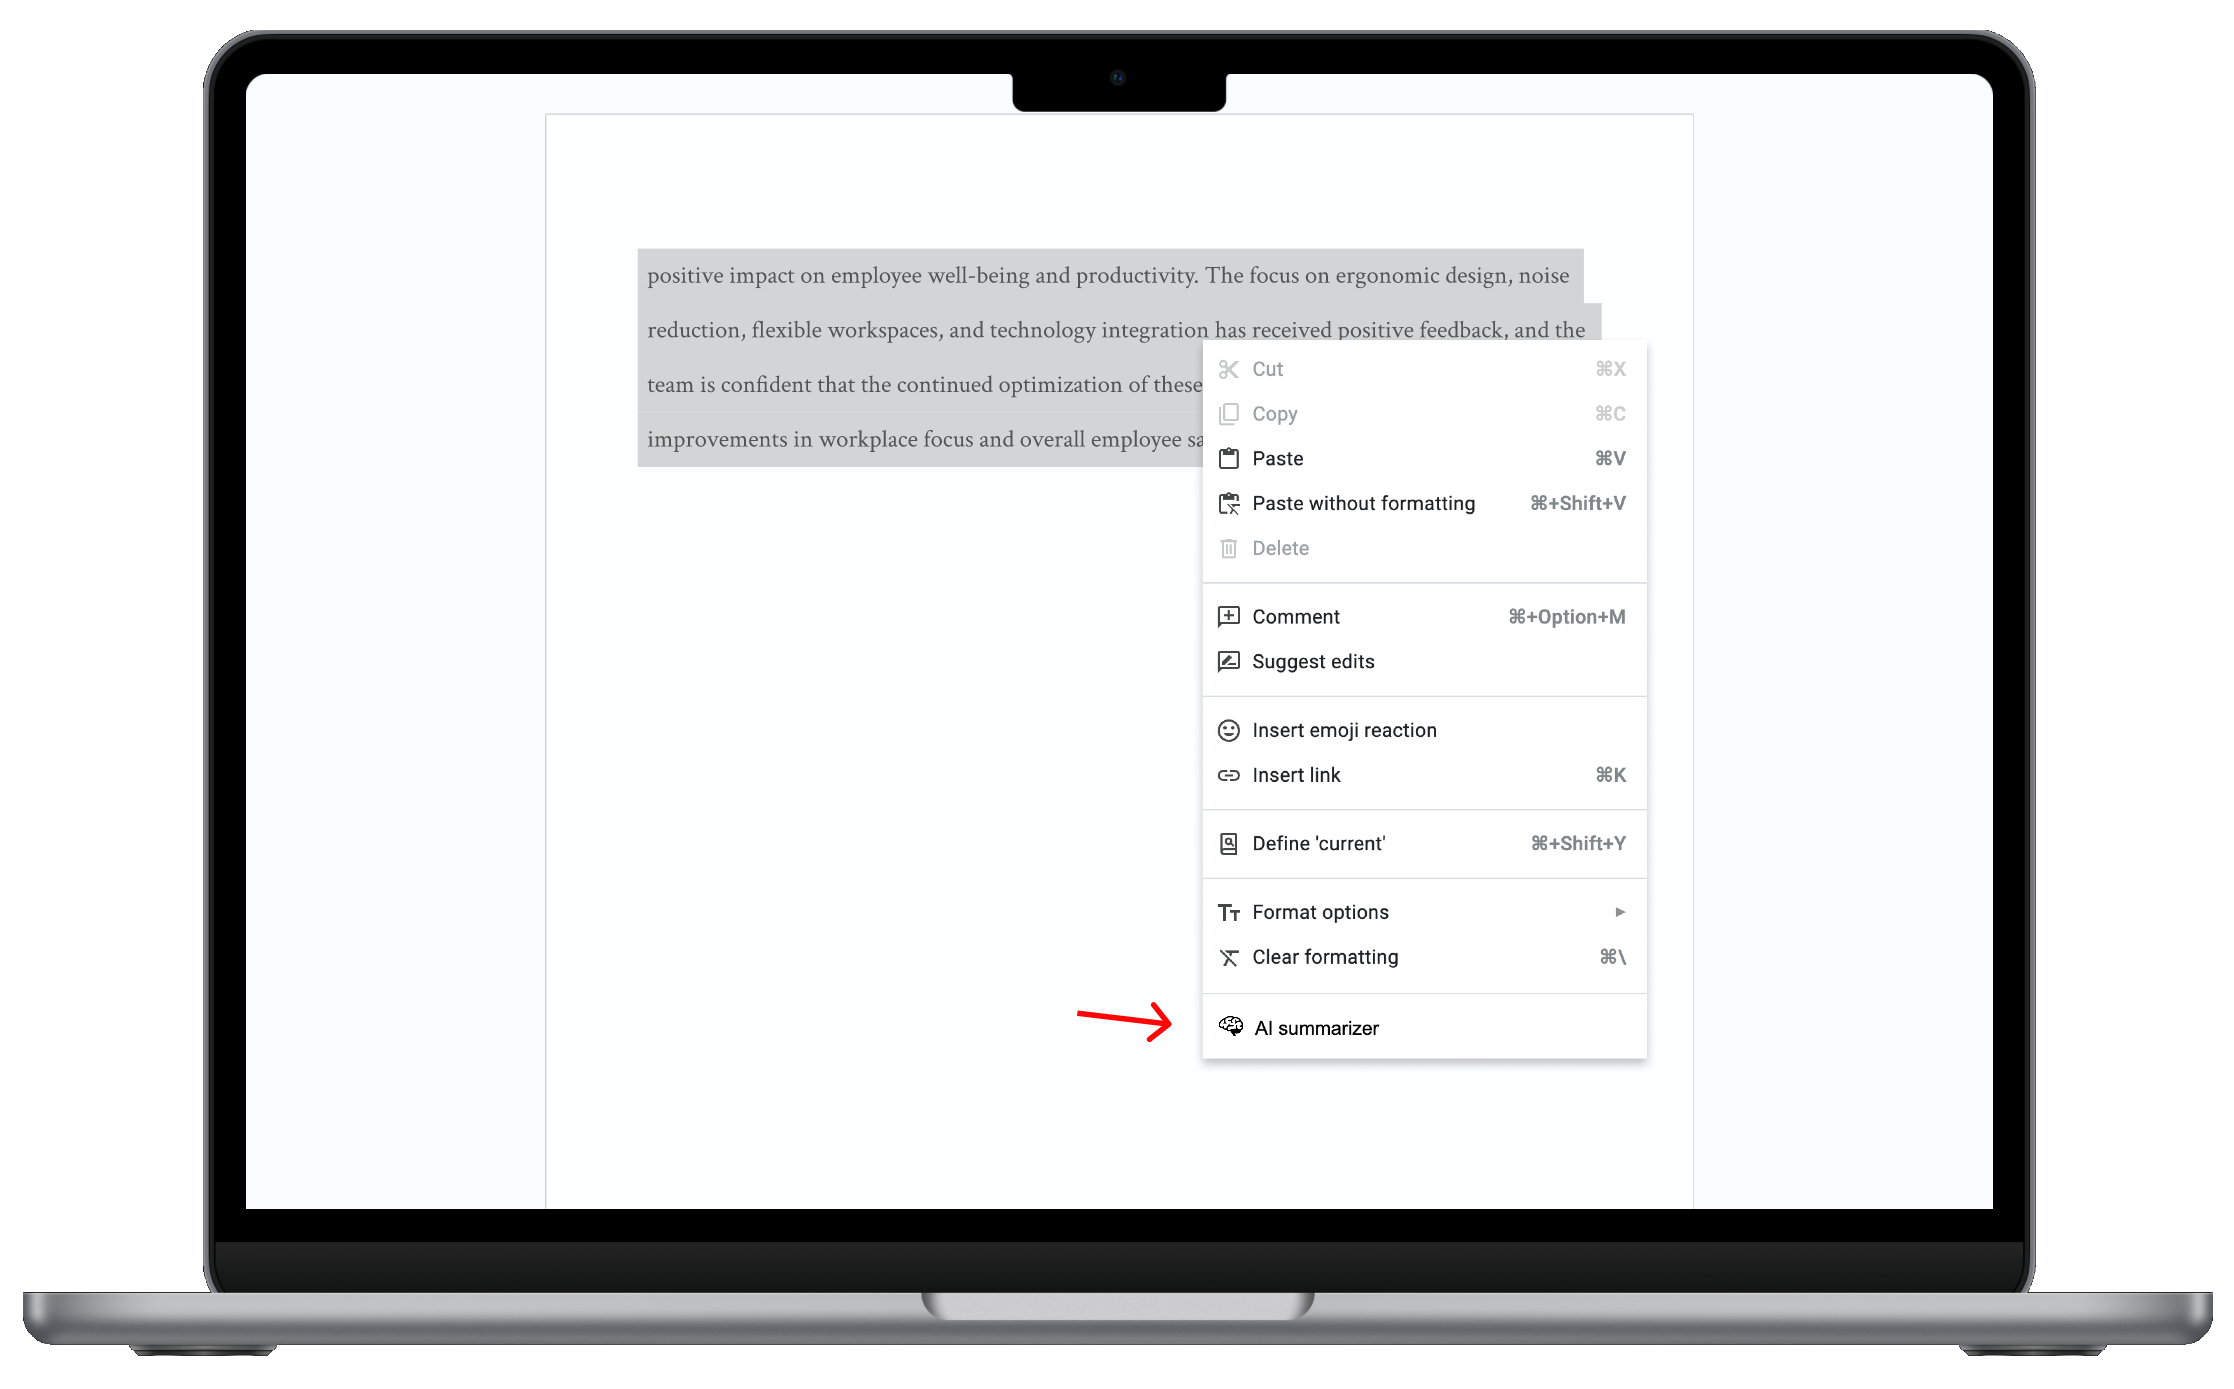 positive impact on employee well-being and productivity. The focus on ergonomic design, noise
reduction, flexible workspaces, and technology integration has received positive feedback, and the
team is confident that the continued optimization of these
improvements in workplace focus and overall employee
Cut ⌘X
Copy ⌘C
Paste ⌘V
Paste without formatting ⌘+Shift+V
Delete
Comment ⌘+Option+M
Suggest edits
Insert emoji reaction
Insert link ⌘K
Define 'current' ⌘+Shift+Y
Format options
Clear formatting ⌘\
AI summarizer